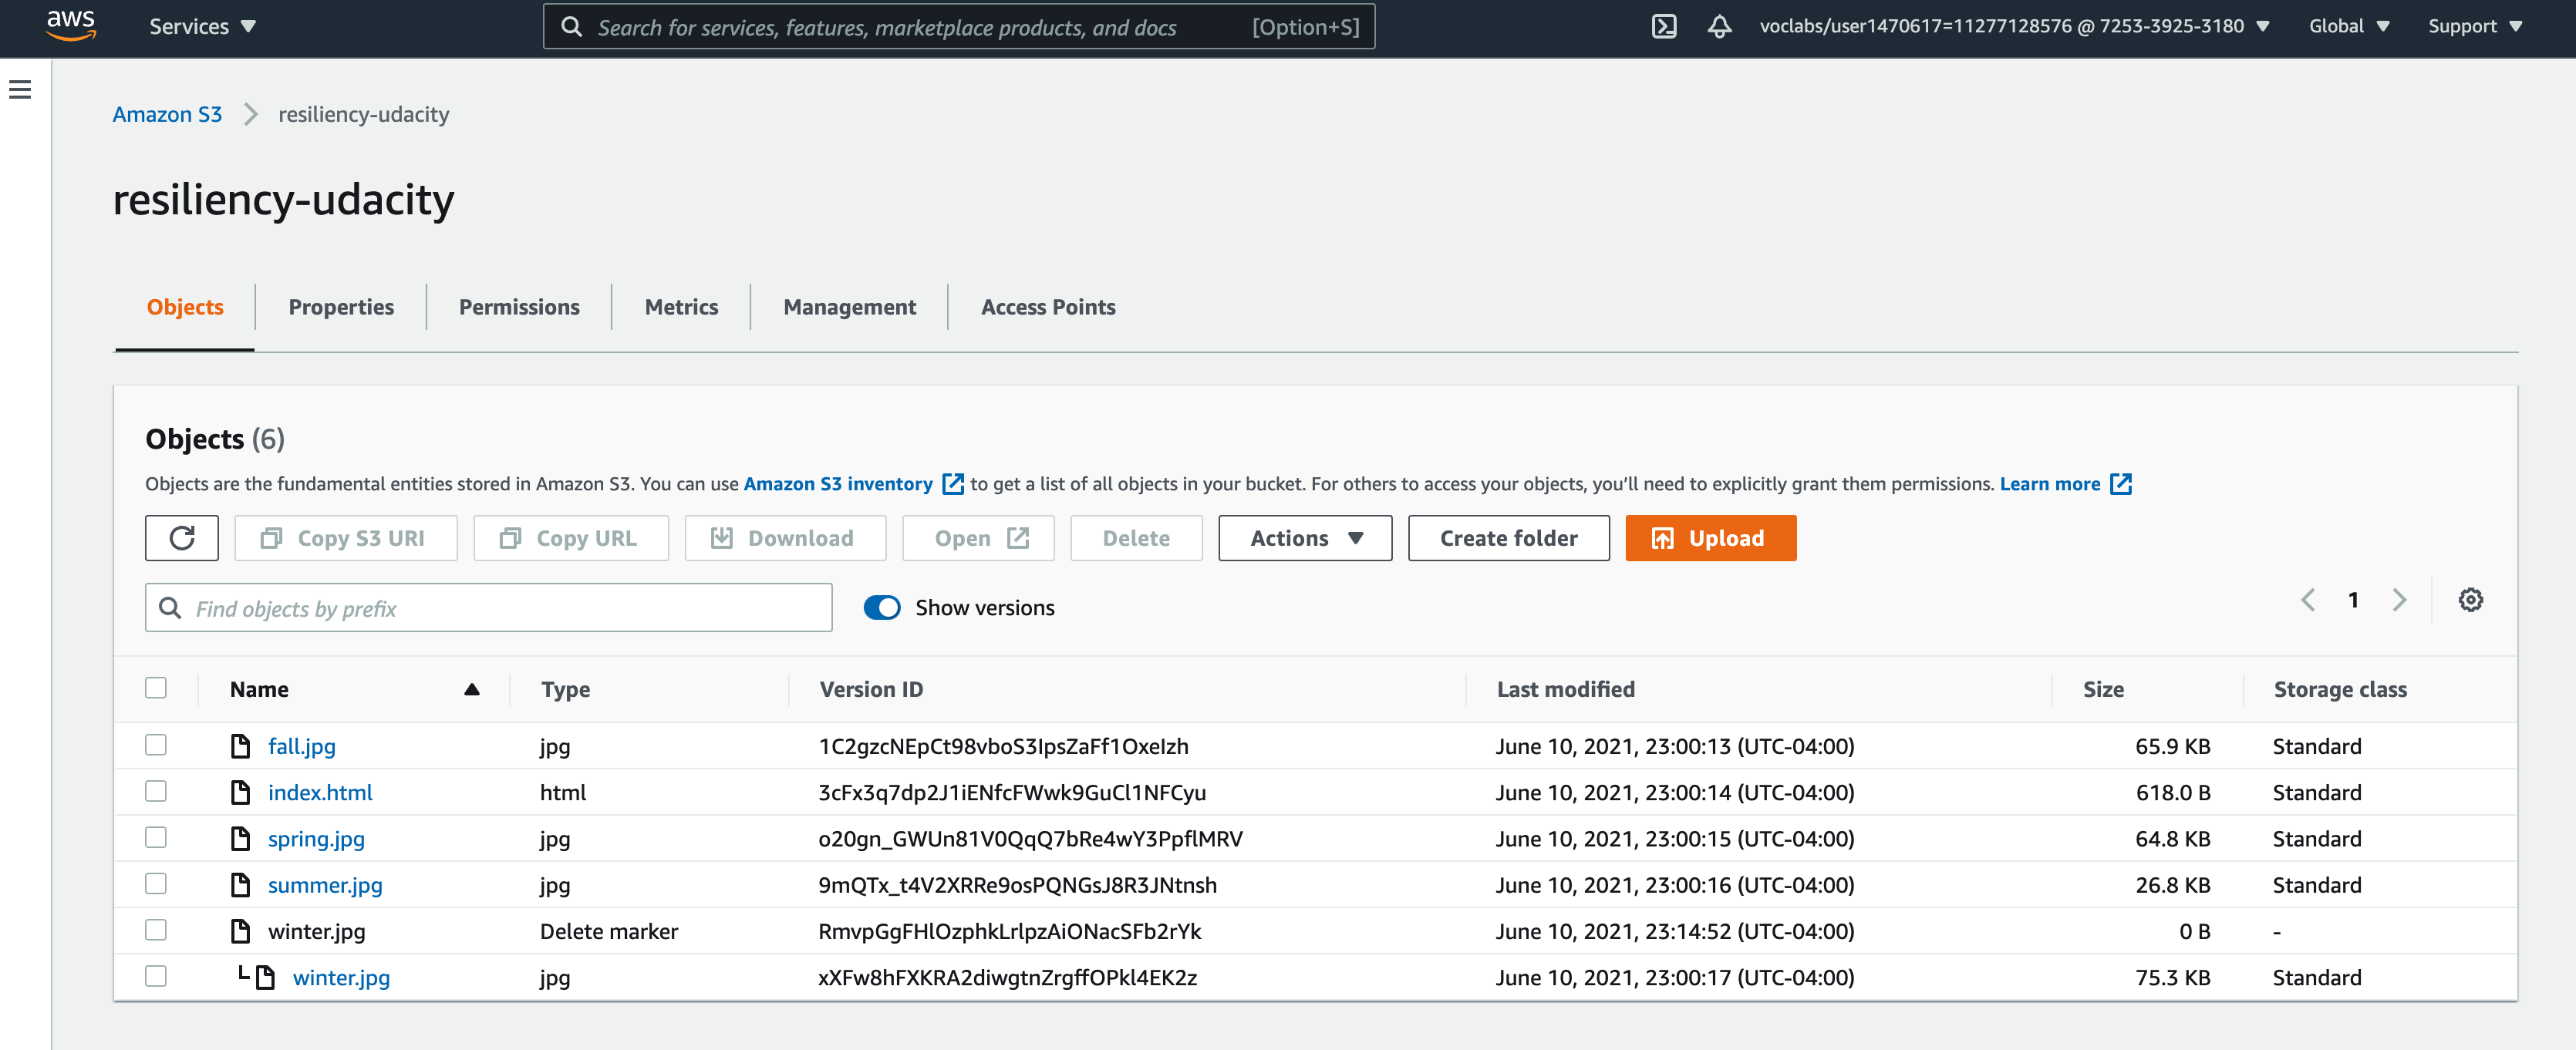 aws Services Search for services, features, marketplace products, and docs [Option+S] voclabs/user1470617=11277128576 @ 7253-3925-3180 Global Support
Amazon S3 resiliency-udacity
resiliency-udacity
Objects Properties Permissions Metrics Management Access Points
Objects (6)
Objects are the fundamental entities stored in Amazon S3. You can use Amazon S3 inventory to get a list of all objects in your bucket. For others to access your objects, you'll need to explicitly grant them permissions. Learn more
Copy S3 URI Copy URL Download Open Delete Actions Create folder Upload
Find objects by prefix Show versions 1
Name Type Version ID Last modified Size Storage class
fall.jpg jpg 1C2gzcNEpCt98vboS3IpsZaFf1OxeIzh June 10, 2021, 23:00:13 (UTC-04:00) 65.9 KB Standard
index.html html 3cFx3q7dp2J1iENfcFWwk9GuCl1NFCyu June 10, 2021, 23:00:14 (UTC-04:00) 618.0 B Standard
spring.jpg jpg o20gn_GWUn81V0QqQ7bRe4wY3PpflMRV June 10, 2021, 23:00:15 (UTC-04:00) 64.8 KB Standard
summer.jpg jpg 9mQTx_t4V2XRRe9osPQNGsJ8R3JNtnsh June 10, 2021, 23:00:16 (UTC-04:00) 26.8 KB Standard
winter.jpg Delete marker RmvpGgFHlOzphkLrlpzAiONacSFb2rYk June 10, 2021, 23:14:52 (UTC-04:00) 0 B -
winter.jpg jpg xXFw8hFXKRA2diwgtnZrgffOPkl4EK2z June 10, 2021, 23:00:17 (UTC-04:00) 75.3 KB Standard